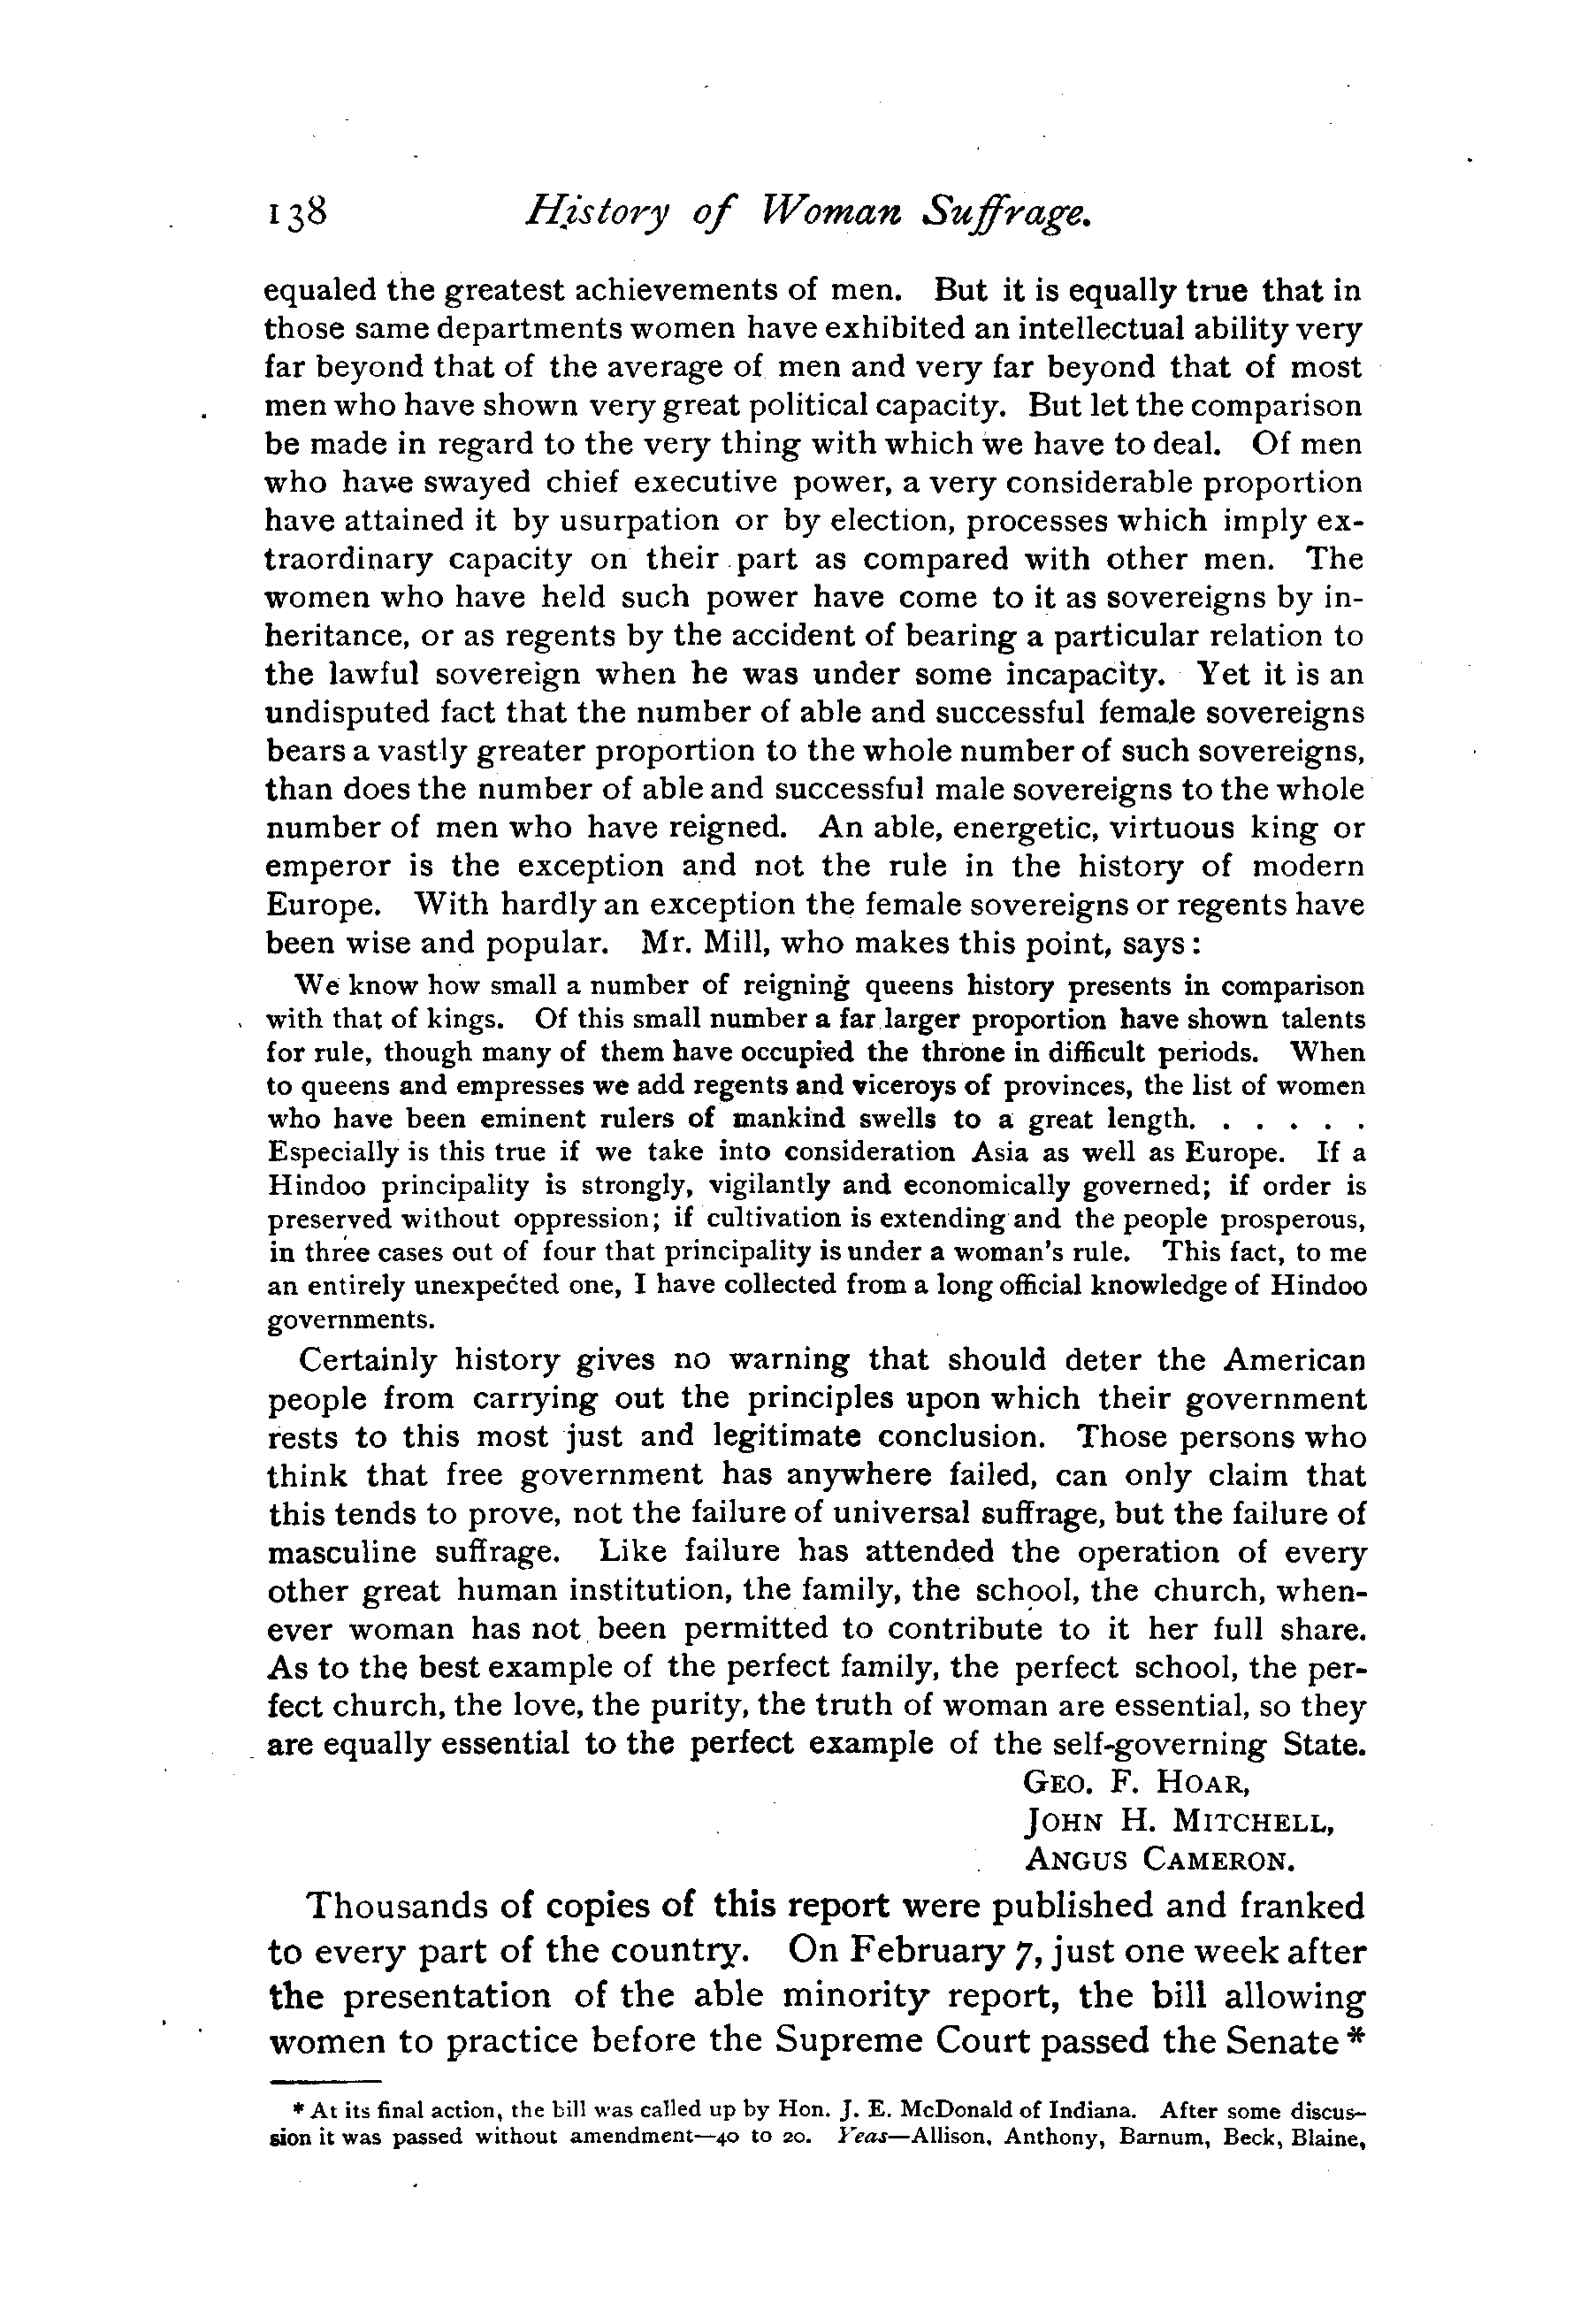 138 History of Woman Suffrage.
equaled the greatest achievements of men. But it is equally true that in
those same departments women have exhibited an intellectual ability very
far beyond that of the average of men and very far beyond that of most
men who have shown very great political capacity. But let the comparison
be made in regard to the very thing with which we have to deal. Of men
who have swayed chief executive power, a very considerable proportion
have attained it by usurpation or by election, processes which imply ex-
traordinary capacity on their part as compared with other men. The
women who have held such power have come to it as sovereigns by in-
heritance, or as regents by the accident of bearing a particular relation to
the lawful sovereign when he was under some incapacity. Yet it is an
undisputed fact that the number of able and successful female sovereigns
bears a vastly greater proportion to the whole number of such sovereigns,
than does the number of able and successful male sovereigns to the whole
number of men who have reigned. An able, energetic, virtuous king or
emperor is the exception and not the rule in the history of modern
Europe. With hardly an exception the female sovereigns or regents have
been wise and popular. Mr. Mill, who makes this point, says:
We know how small a number of reigning queens history presents in comparison
with that of kings. Of this small number a far larger proportion have shown talents
for rule, though many of them have occupied the throne in difficult periods. When
to queens and empresses we add regents and viceroys of provinces, the list of women
who have been eminent rulers of mankind swells to a great length. . . . . .
Especially is this true if we take into consideration Asia as well as Europe. If a
Hindoo principality is strongly, vigilantly and economically governed; if order is
preserved without oppression; if cultivation is extending and the people prosperous,
in three cases out of four that principality is under a woman's rule. This fact, to me
an entirely unexpected one, I have collected from a long official knowledge of Hindoo
governments.
Certainly history gives no warning that should deter the American
people from carrying out the principles upon which their government
rests to this most just and legitimate conclusion. Those persons who
think that free government has anywhere failed, can only claim that
this tends to prove, not the failure of universal suffrage, but the failure of
masculine suffrage. Like failure has attended the operation of every
other great human institution, the family, the school, the church, when-
ever woman has not been permitted to contribute to it her full share.
As to the best example of the perfect family, the perfect school, the per-
fect church, the love, the purity, the truth of woman are essential, so they
are equally essential to the perfect example of the self-governing State.
GEO. F. HOAR,
JOHN H. MITCHELL,
ANGUS CAMERON.
Thousands of copies of this report were published and franked
to every part of the country. On February 7, just one week after
the presentation of the able minority report, the bill allowing
women to practice before the Supreme Court passed the Senate *
* At its final action, the bill was called up by Hon. J. E. McDonald of Indiana. After some discus-
sion it was passed without amendment—40 to 20. Yeas—Allison, Anthony, Barnum, Beck, Blaine,